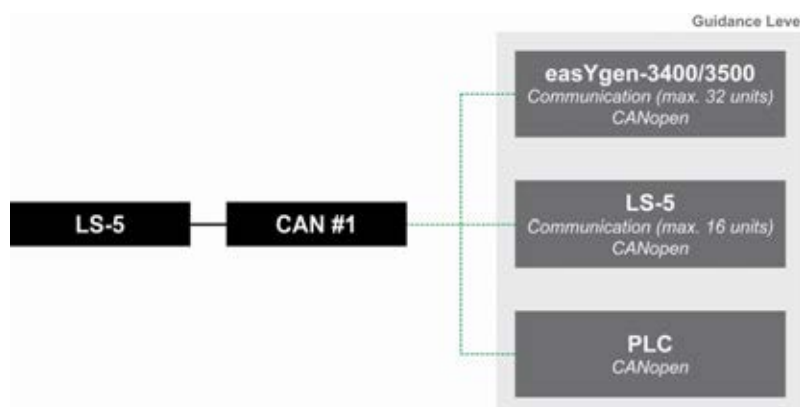 Guidance Leve
easYgen-3400/3500
Communication (max. 32 units)
CANopen
LS-5
CAN #1
LS-5
Communication (max. 16 units)
CANopen
PLC
CANopen